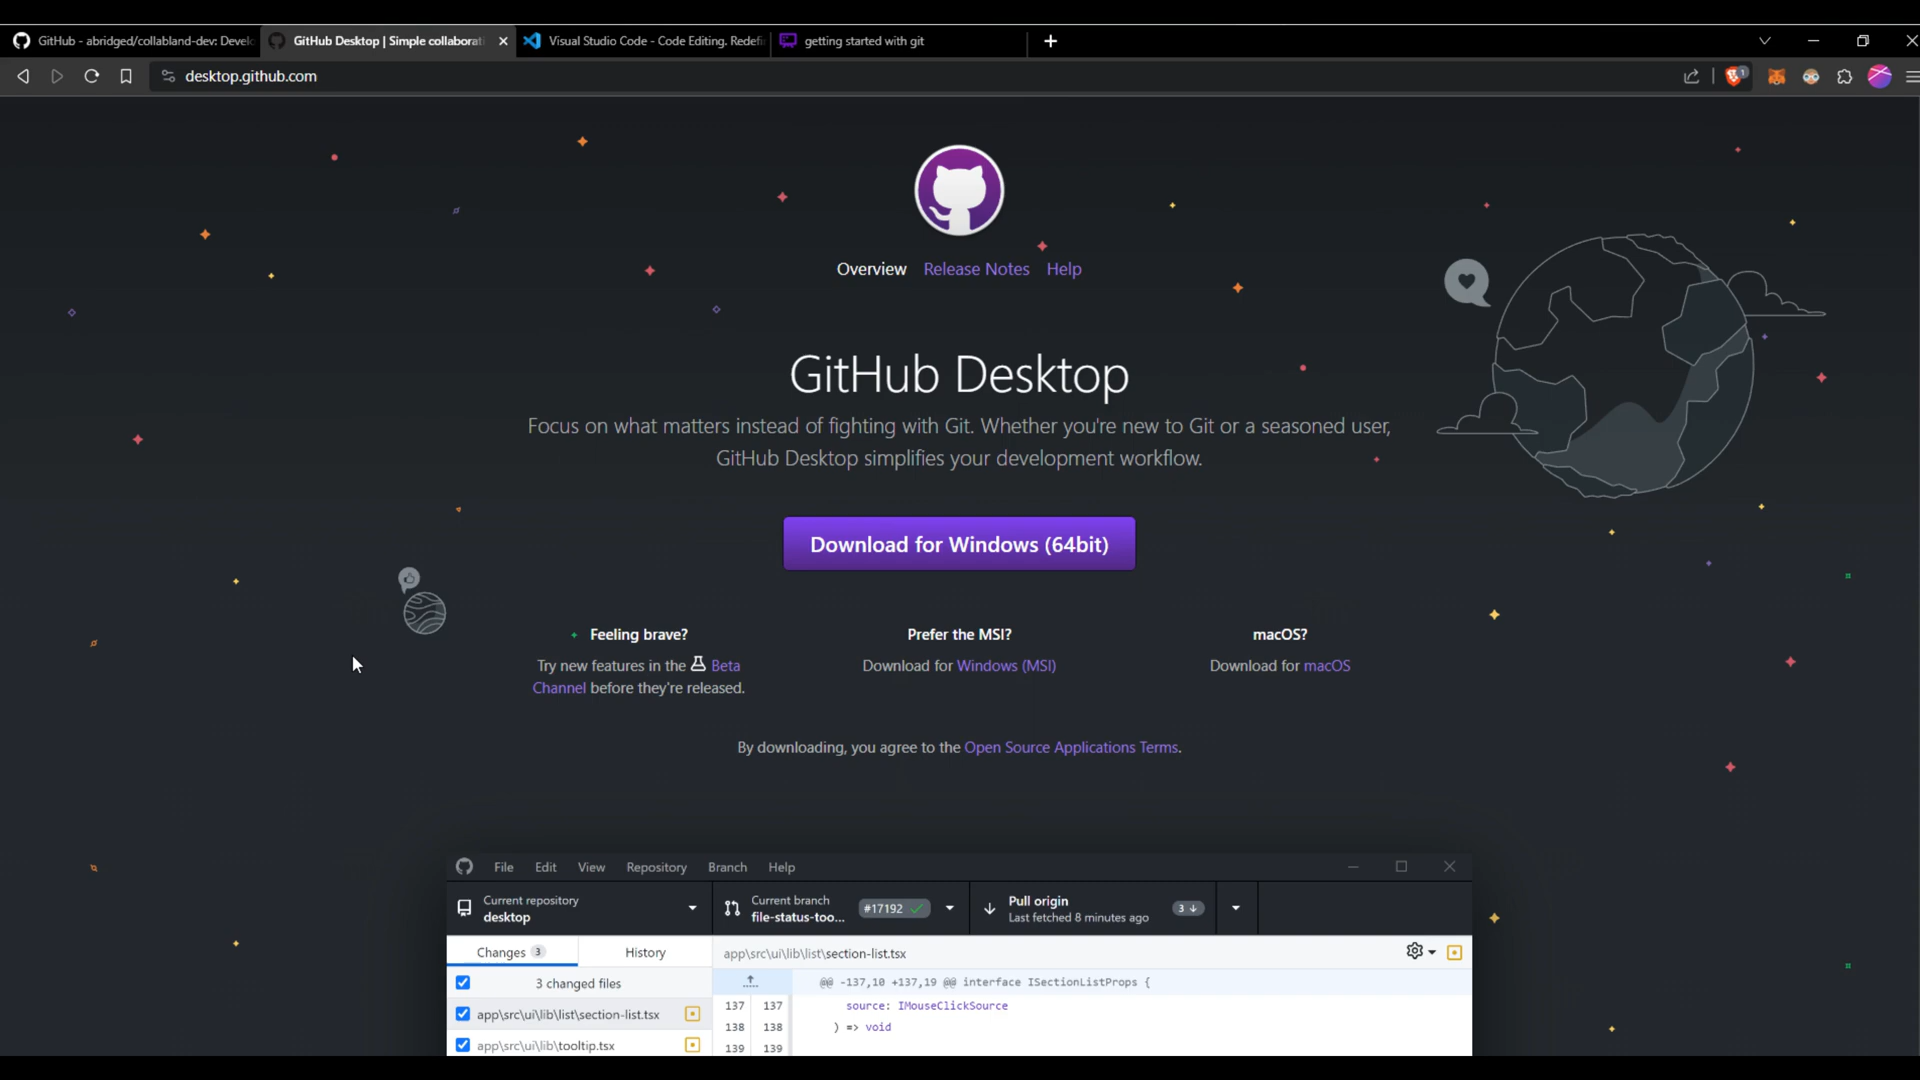 GitHub - abridged/collabland-dev: Devel
GitHub Desktop | Simple collaborati
Visual Studio Code - Code Editing. Redefi
getting started with git
desktop.github.com
1
Overview Release Notes Help
GitHub Desktop
Focus on what matters instead of fighting with Git. Whether you're new to Git or a seasoned user,
GitHub Desktop simplifies your development workflow.
Download for Windows (64bit)
Feeling brave?
Try new features in the Beta
Channel before they're released.
Prefer the MSI?
Download for Windows (MSI)
macOS?
Download for macOS
By downloading, you agree to the Open Source Applications Terms.
File Edit View Repository Branch Help
Current repository
desktop
Current branch
file-status-too...
#17192
Pull origin
Last fetched 8 minutes ago
3
Changes 3
History
app\src\ui\lib\list\section-list.tsx
3 changed files
@@ -137,10 +137,19 @@ interface ISectionListProps {
app\src\ui\lib\list\section-list.tsx
137 137 source: IMouseClickSource
138 138 ) => void
app\src\ui\lib\tooltip.tsx
139 139